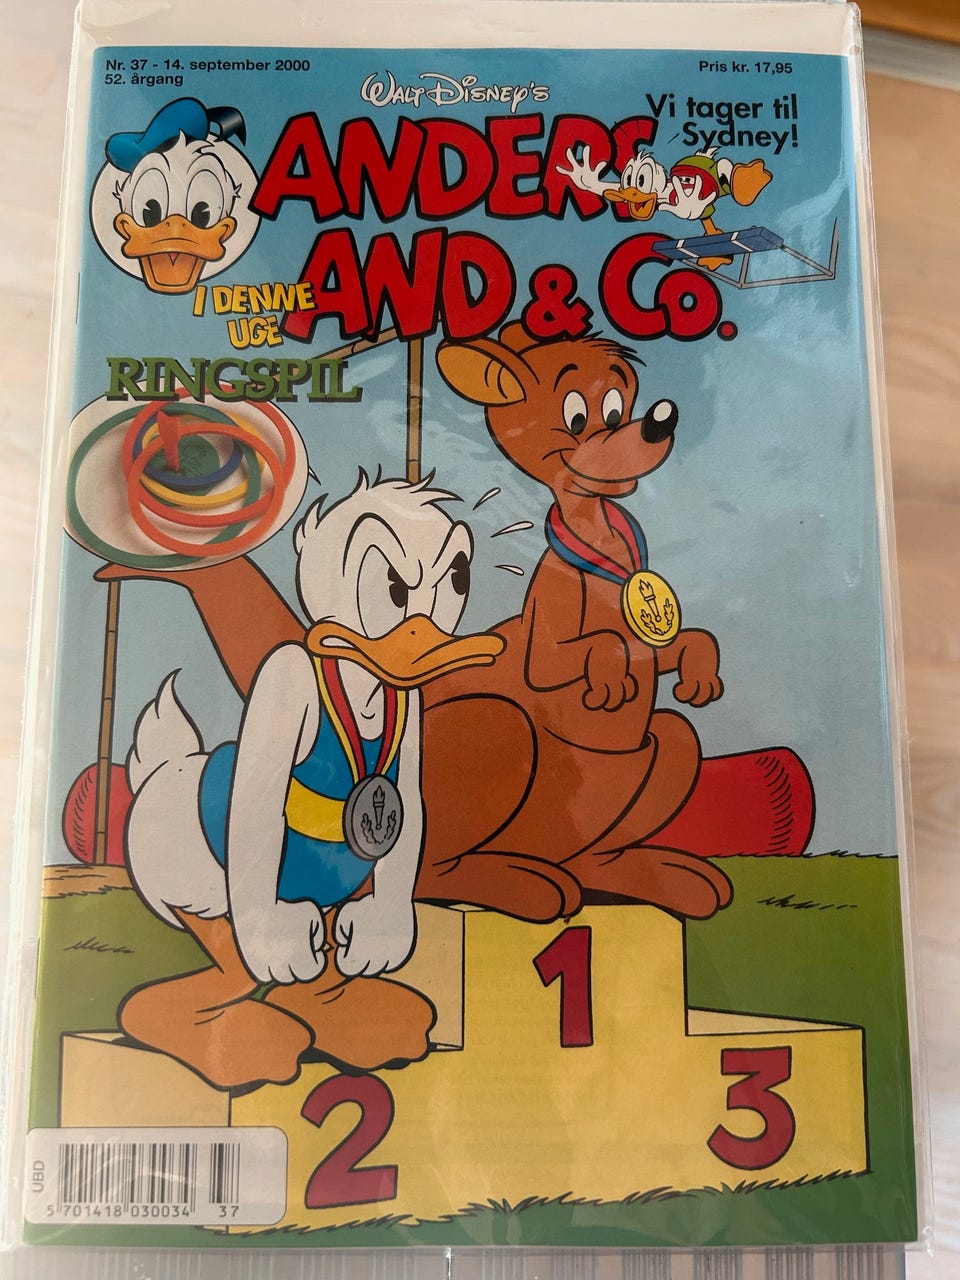 Nr. 37 - 14. september 2000
52. årgang
Pris kr. 17,95
WALT DISNEY'S
Vi tager til
Sydney!
ANDERS
AND & Co.
I DENNE
UGE
RINGSPIL
1
2
3
UBD
5 701418 030034 37